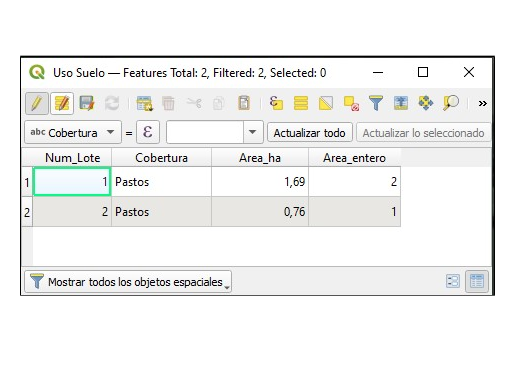 Uso Suelo — Features Total: 2, Filtered: 2, Selected: 0
abc Cobertura = ε Actualizar todo Actualizar lo seleccionado
Num_Lote Cobertura Area_ha Area_entero
1 1 Pastos 1,69 2
2 2 Pastos 0,76 1
Mostrar todos los objetos espaciales